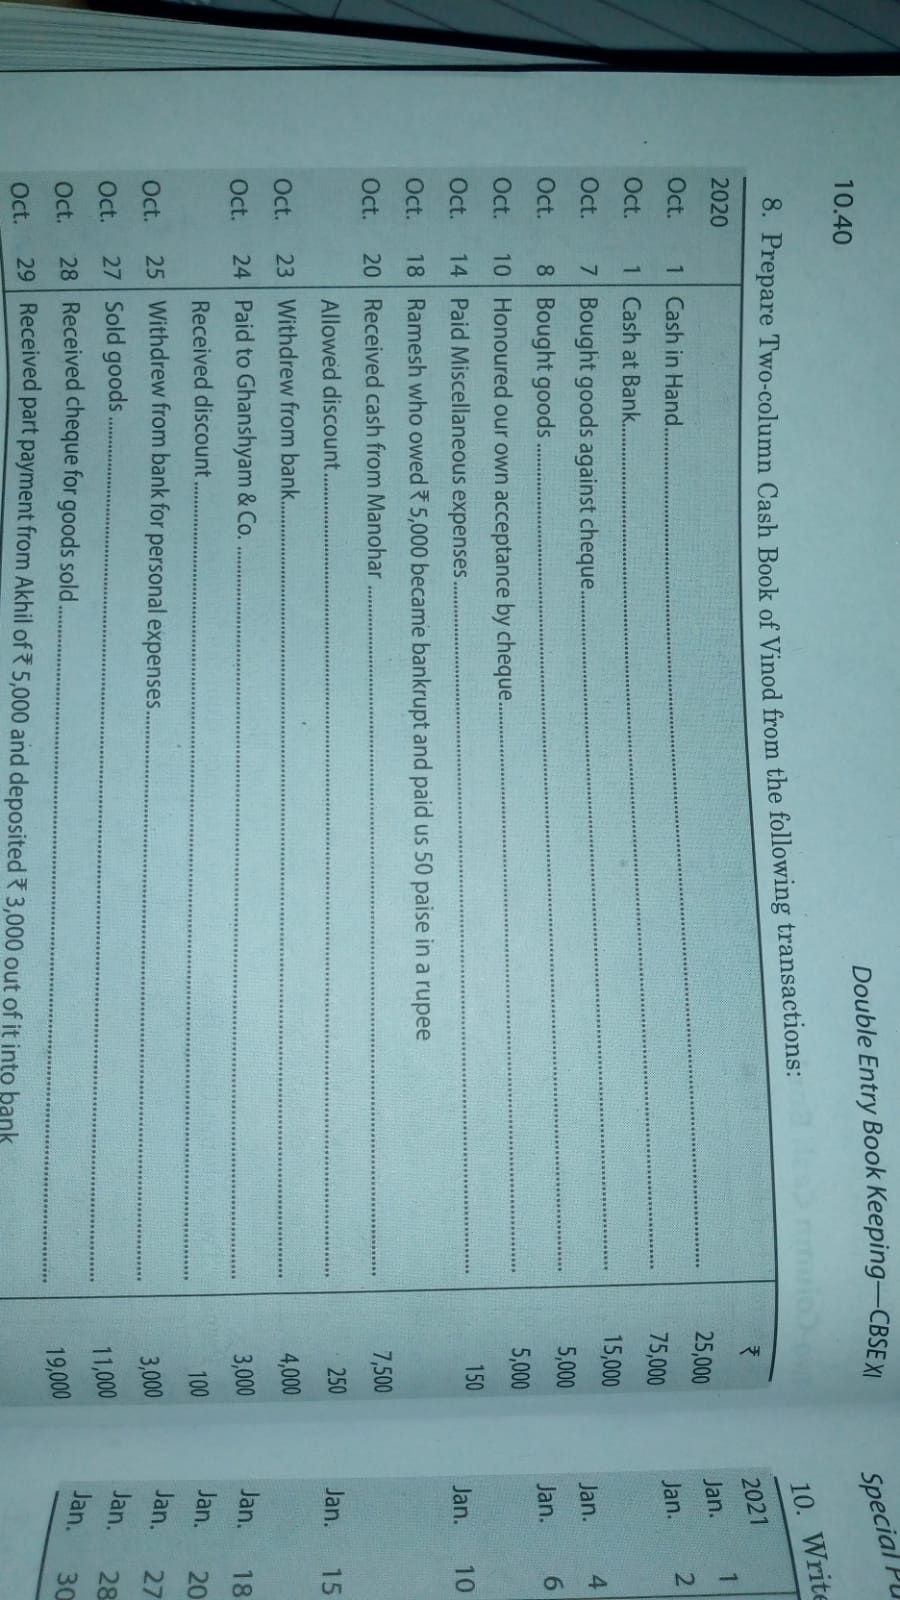 10.40
Double Entry Book Keeping—CBSE XI
8. Prepare Two-column Cash Book of Vinod from the following transactions:
2020 ₹
Oct. 1 Cash in Hand 25,000
Oct. 1 Cash at Bank 75,000
Oct. 7 Bought goods against cheque 15,000
Oct. 8 Bought goods 5,000
Oct. 10 Honoured our own acceptance by cheque 5,000
Oct. 14 Paid Miscellaneous expenses 150
Oct. 18 Ramesh who owed ₹ 5,000 became bankrupt and paid us 50 paise in a rupee
Oct. 20 Received cash from Manohar 7,500
Allowed discount 250
Oct. 23 Withdrew from bank 4,000
Oct. 24 Paid to Ghanshyam & Co. 3,000
Received discount 100
Oct. 25 Withdrew from bank for personal expenses 3,000
Oct. 27 Sold goods 11,000
Oct. 28 Received cheque for goods sold 19,000
Oct. 29 Received part payment from Akhil of ₹ 5,000 and deposited ₹ 3,000 out of it into bank
Special
10. Write
2021
Jan. 1
Jan. 2
Jan. 4
Jan. 6
Jan. 10
Jan. 15
Jan. 18
Jan. 20
Jan. 27
Jan. 28
Jan. 30